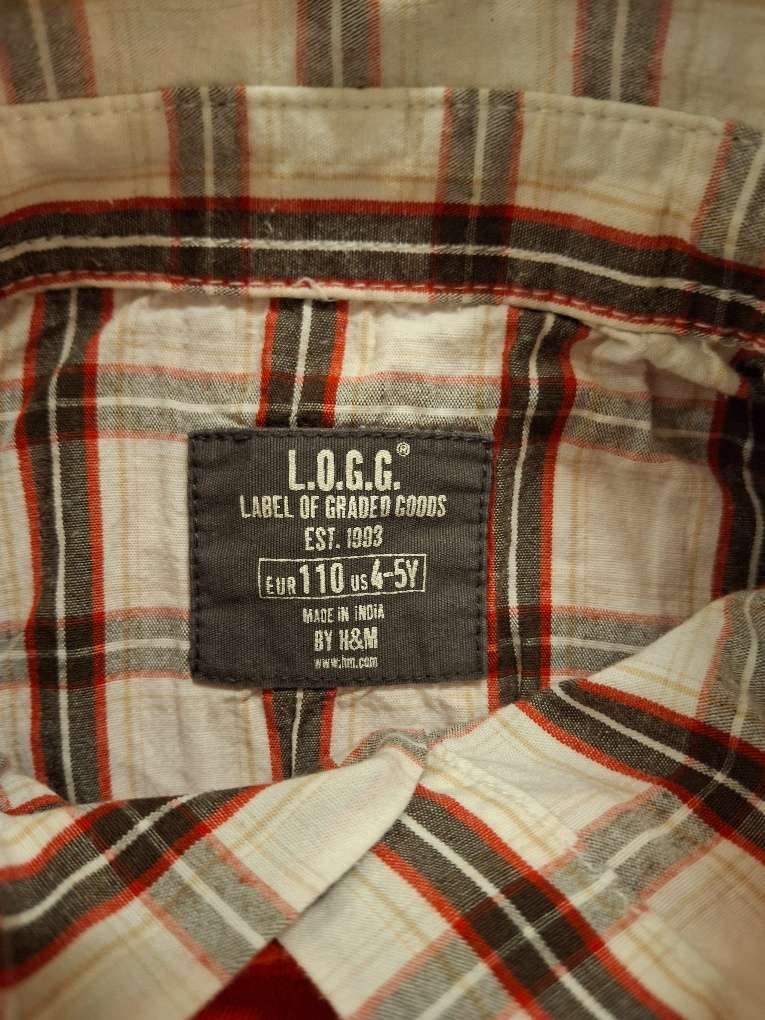 L.O.G.G.®
LABEL OF GRADED GOODS
EST. 1993
EUR 110 US 4-5Y
MADE IN INDIA
BY H&M
www.hm.com